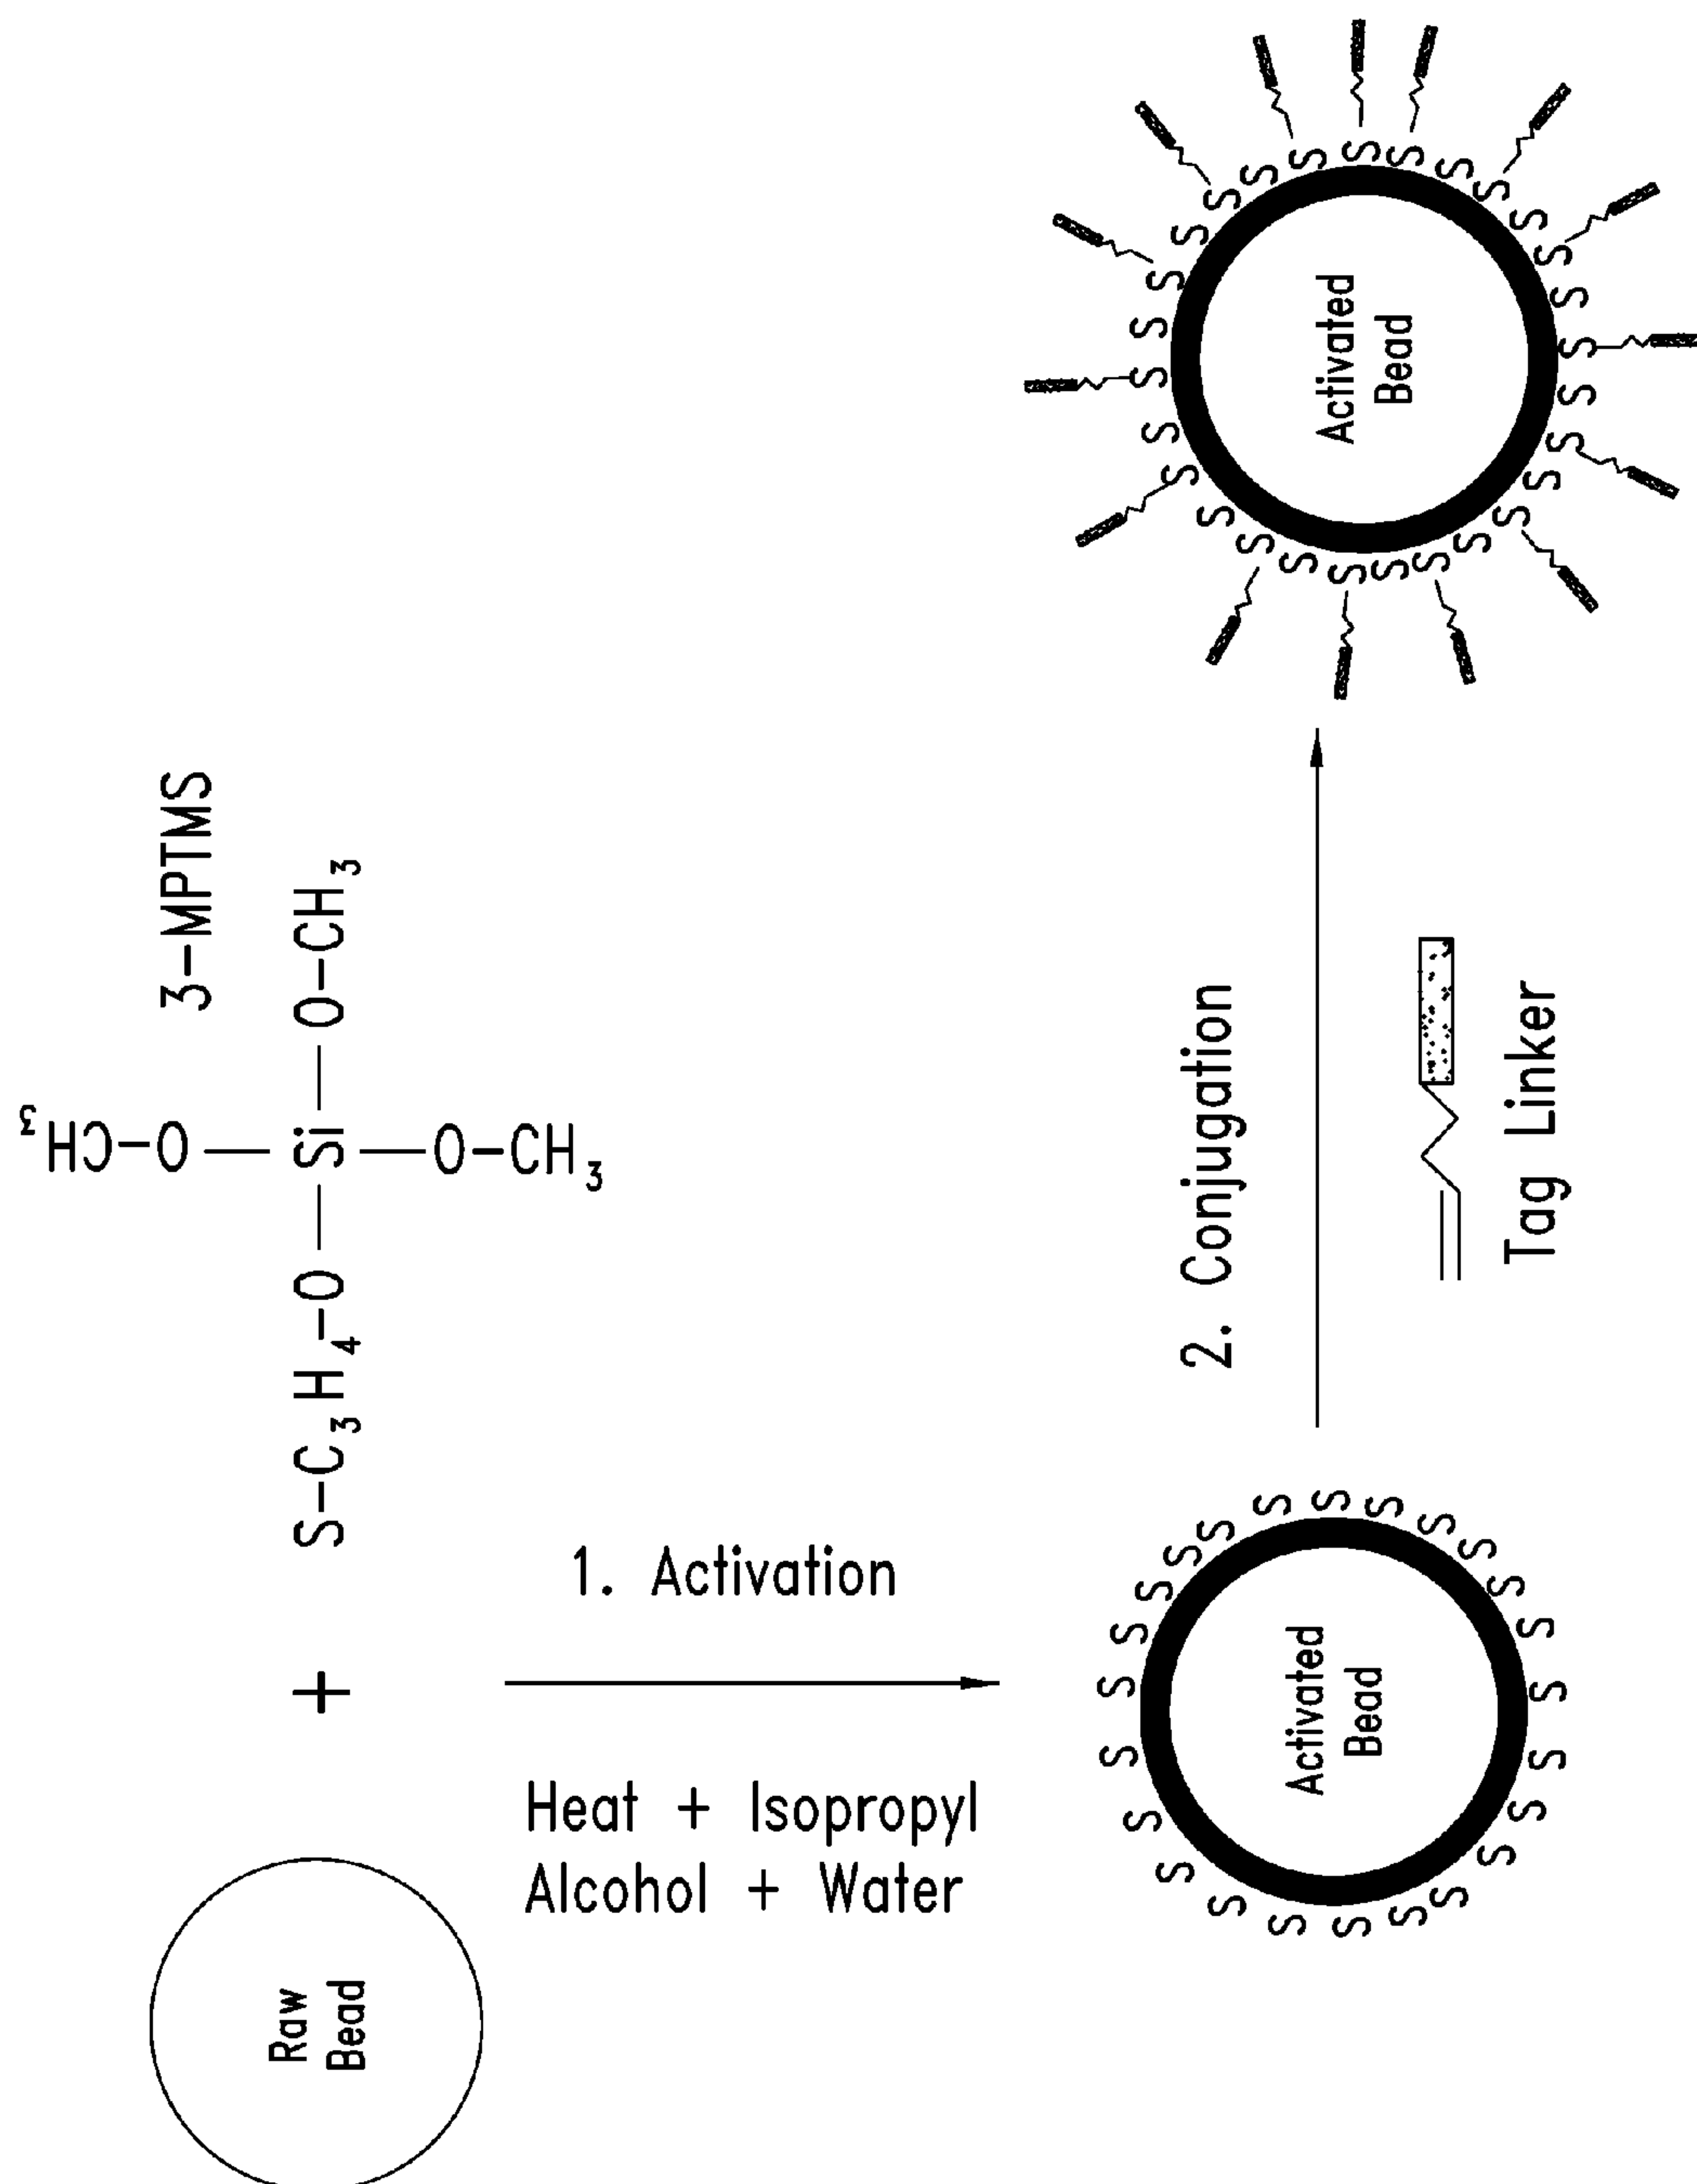 Raw
Bead
+
S-C3H4-O-Si-O-CH3
H3C-O
O-CH3
3-MPTMS
1. Activation
Heat + Isopropyl
Alcohol + Water
S S S S S S S S S S S S S S S S S S S S S S S S
Activated
Bead
2. Conjugation
Tag Linker
S S S S S S S S S S S S S S S S S S S S S S S S S S S S
Activated
Bead